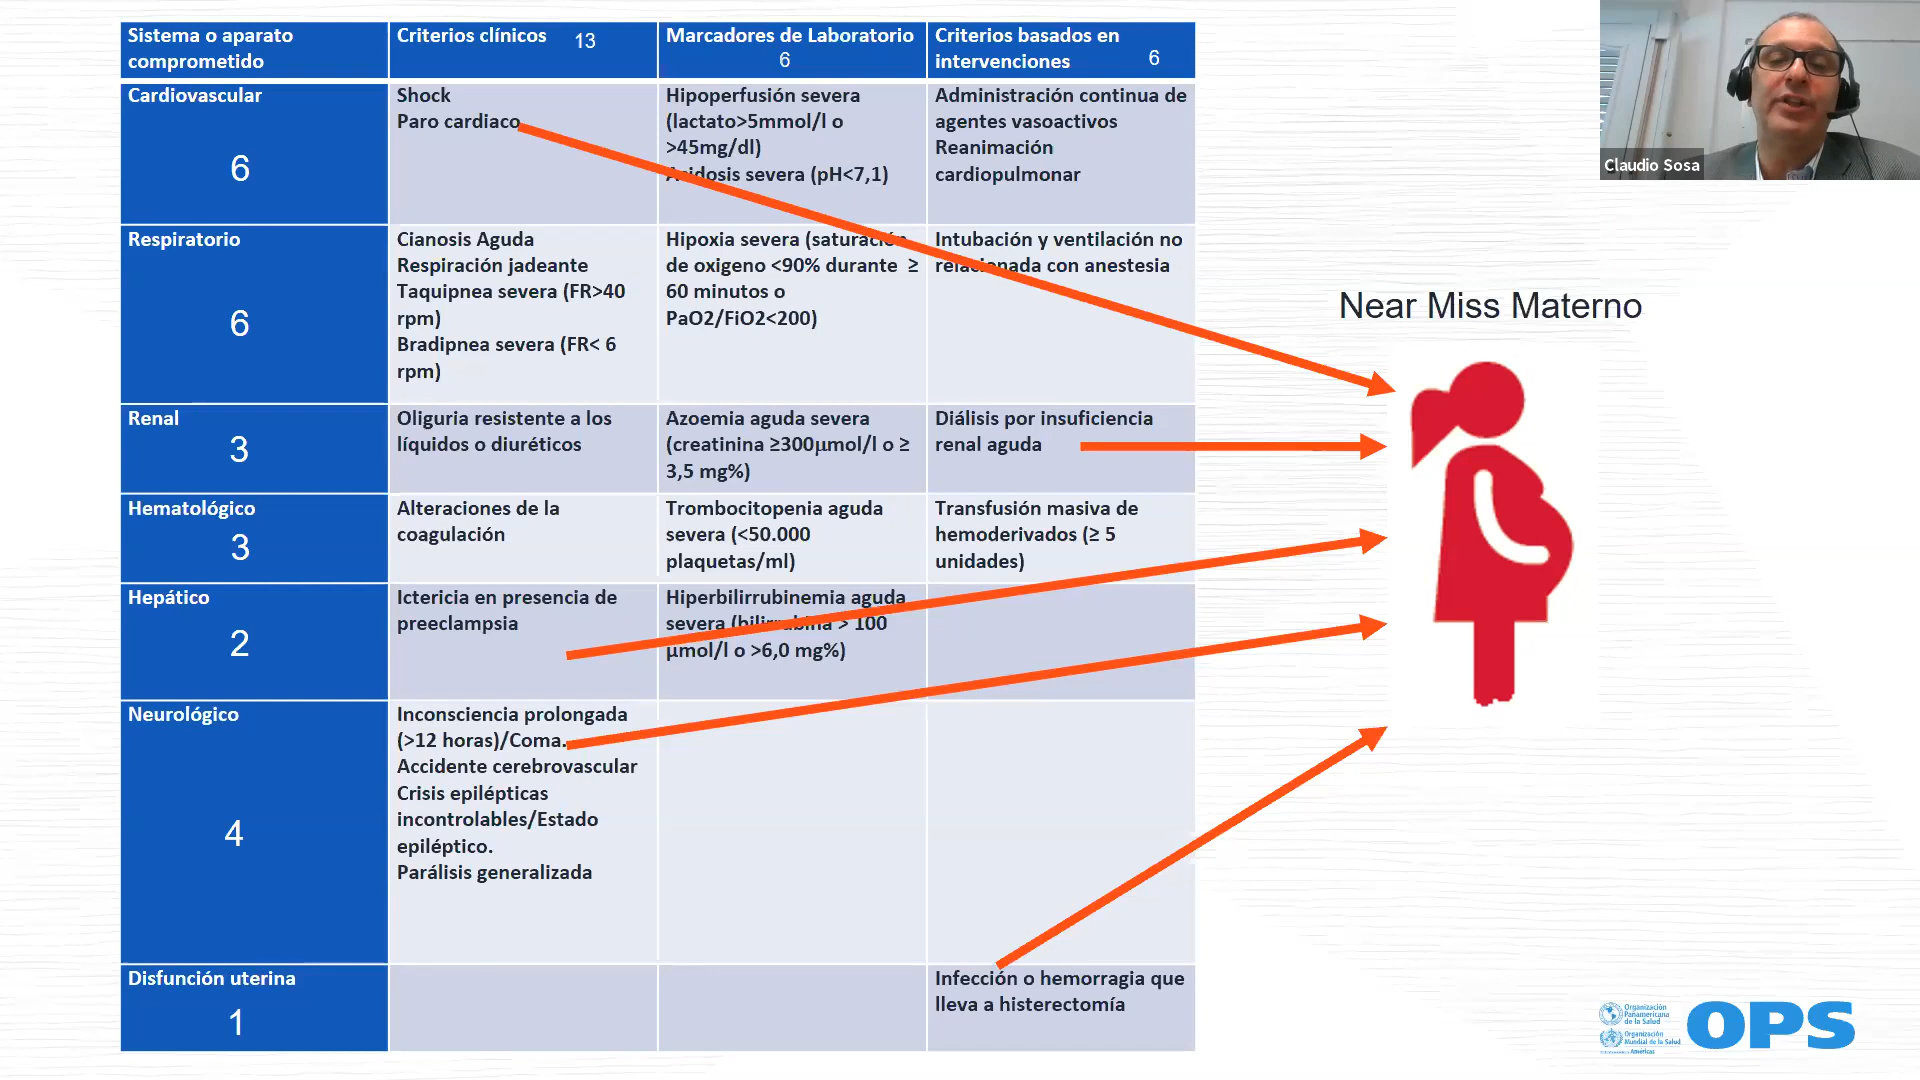 Sistema o aparato
comprometido
Criterios clínicos 13
Marcadores de Laboratorio
6
Criterios basados en
intervenciones 6
Cardiovascular
6
Shock
Paro cardiaco
Hipoperfusión severa
(lactato>5mmol/l o
>45mg/dl)
Acidosis severa (pH<7,1)
Administración continua de
agentes vasoactivos
Reanimación
cardiopulmonar
Respiratorio
6
Cianosis Aguda
Respiración jadeante
Taquipnea severa (FR>40
rpm)
Bradipnea severa (FR< 6
rpm)
Hipoxia severa (saturación
de oxigeno <90% durante ≥
60 minutos o
PaO2/FiO2<200)
Intubación y ventilación no
relacionada con anestesia
Renal
3
Oliguria resistente a los
líquidos o diuréticos
Azoemia aguda severa
(creatinina ≥300μmol/l o ≥
3,5 mg%)
Diálisis por insuficiencia
renal aguda
Hematológico
3
Alteraciones de la
coagulación
Trombocitopenia aguda
severa (<50.000
plaquetas/ml)
Transfusión masiva de
hemoderivados (≥ 5
unidades)
Hepático
2
Ictericia en presencia de
preeclampsia
Hiperbilirrubinemia aguda
severa (bilirrubina > 100
μmol/l o >6,0 mg%)
Neurológico
4
Inconsciencia prolongada
(>12 horas)/Coma.
Accidente cerebrovascular
Crisis epilépticas
incontrolables/Estado
epiléptico.
Parálisis generalizada
Disfunción uterina
1
Infección o hemorragia que
lleva a histerectomía
Near Miss Materno
Claudio Sosa
Organización
Panamericana
de la Salud
Organización
Mundial de la Salud
Américas
OPS